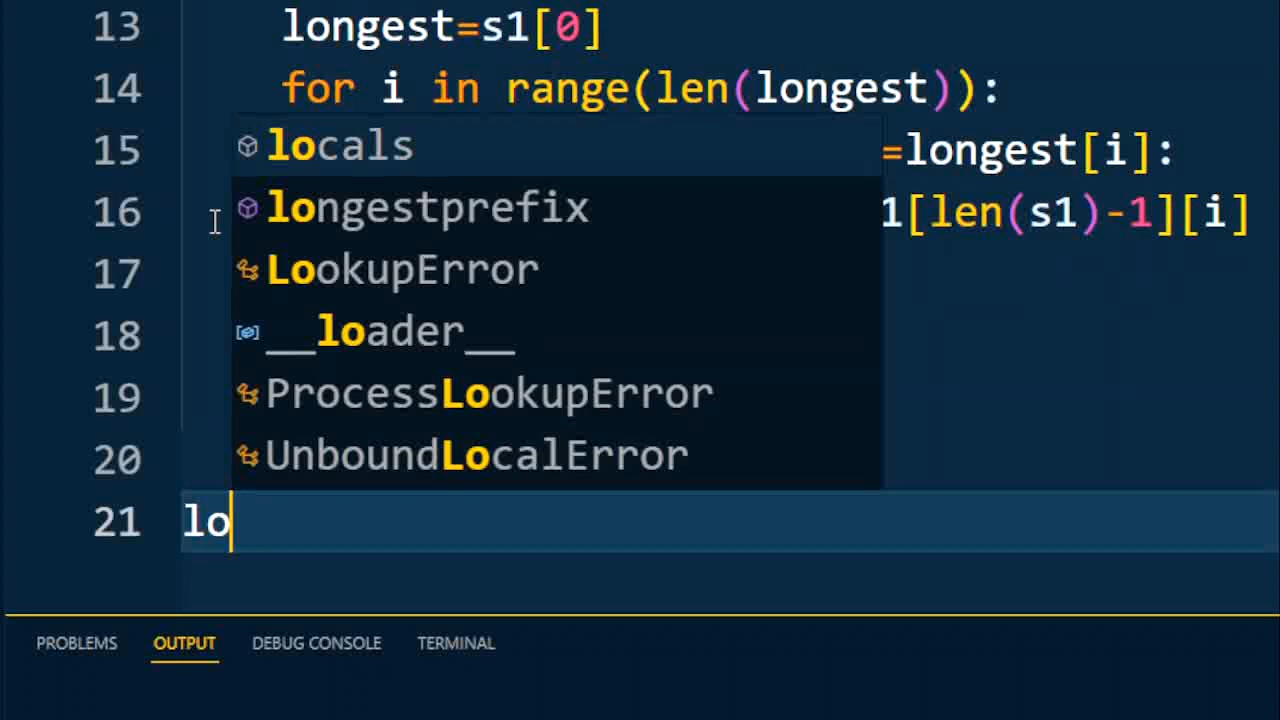 13 longest=s1[0]
14 for i in range(len(longest)):
15 =longest[i]:
16 1[len(s1)-1][i]
17
18
19
20
21 lo
locals
longestprefix
LookupError
__loader__
ProcessLookupError
UnboundLocalError
PROBLEMS OUTPUT DEBUG CONSOLE TERMINAL